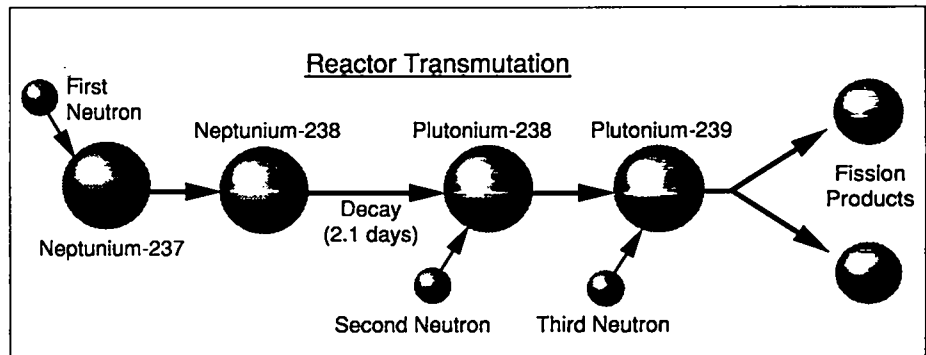 Reactor Transmutation
First
Neutron
Neptunium-237
Neptunium-238
Decay
(2.1 days)
Plutonium-238
Second Neutron
Plutonium-239
Third Neutron
Fission
Products